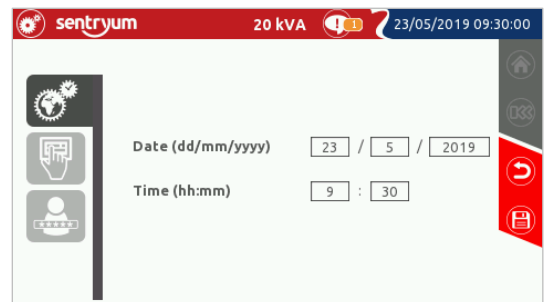 sentryum 20 kVA 1 23/05/2019 09:30:00
Date (dd/mm/yyyy) 23 / 5 / 2019
Time (hh:mm) 9 : 30
*****